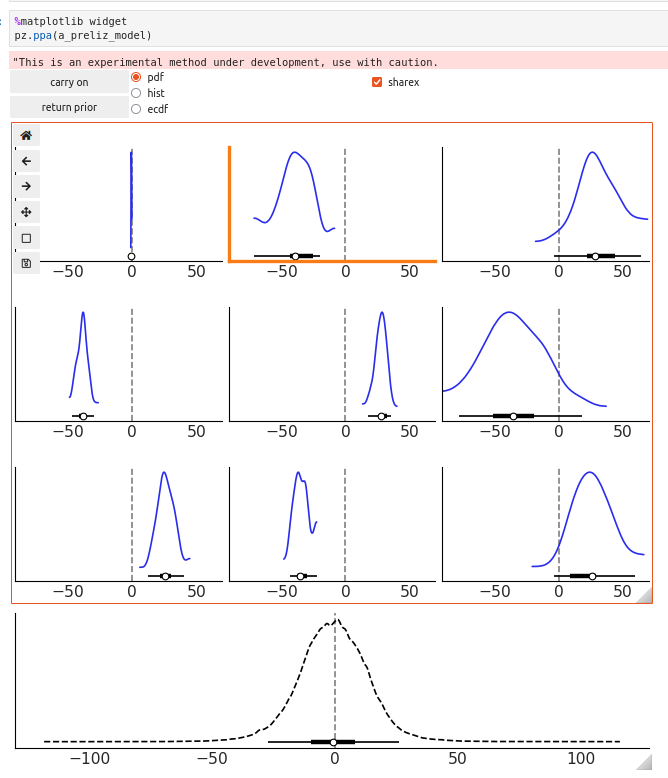 %matplotlib widget
pz.ppa(a_preliz_model)
"This is an experimental method under development, use with caution.
carry on
return prior
pdf
hist
ecdf
sharex
−50 0 50
−50 0 50
−50 0 50
−50 0 50
−50 0 50
−50 0 50
−50 0 50
−50 0 50
−50 0 50
−100 −50 0 50 100